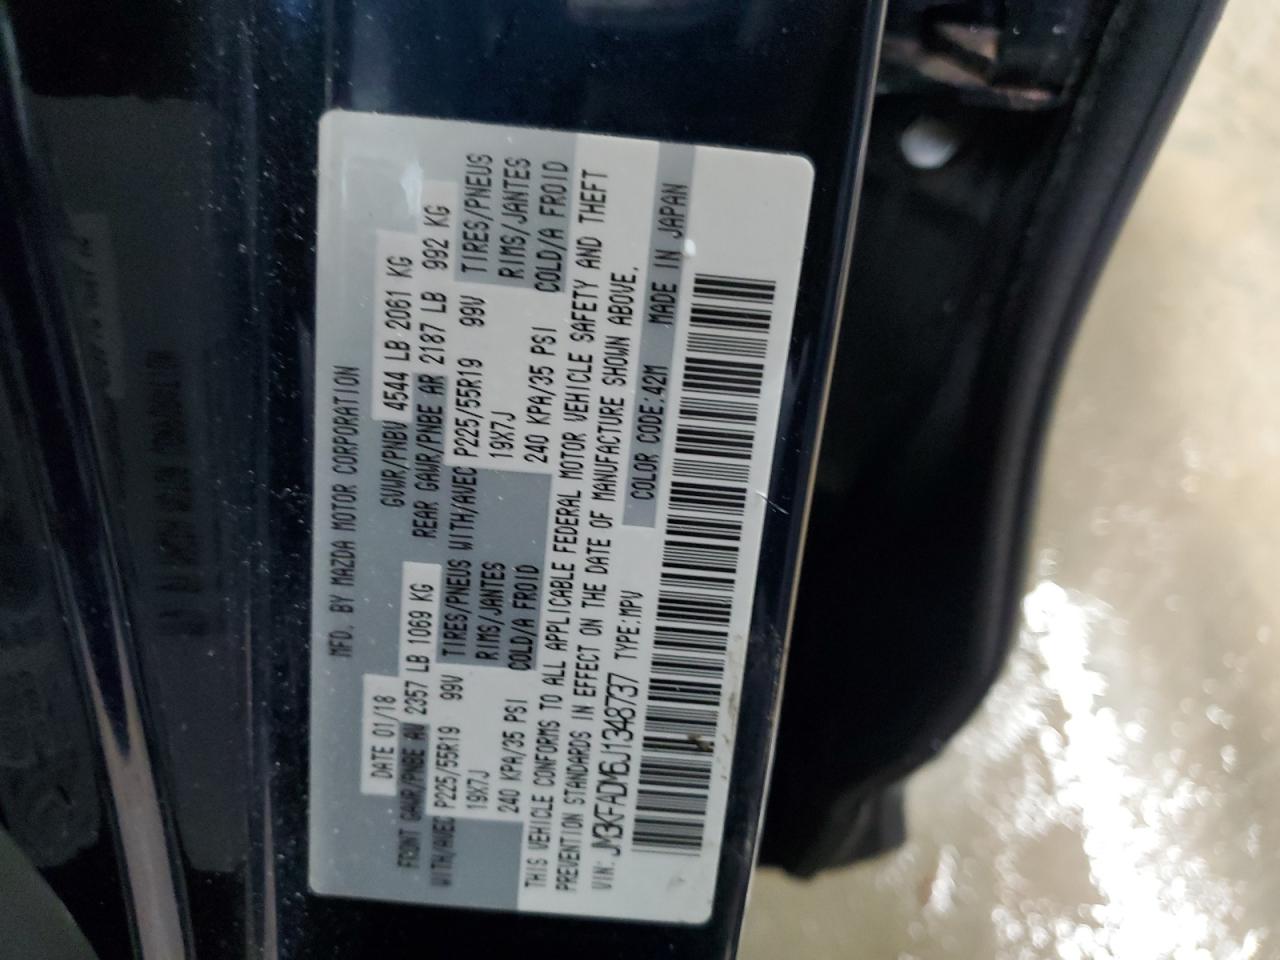 MFD. BY MAZDA MOTOR CORPORATION
DATE 01/18 GVWR/PNBV 4544 LB 2061 KG
FRONT GAWR/PNBE AV 2357 LB 1069 KG REAR GAWR/PNBE AR 2187 LB 992 KG
WITH/AVEC P225/55R19 99V TIRES/PNEUS WITH/AVEC P225/55R19 99V TIRES/PNEUS
19X7J RIMS/JANTES 19X7J RIMS/JANTES
240 KPA/35 PSI COLD/A FROID 240 KPA/35 PSI COLD/A FROID
THIS VEHICLE CONFORMS TO ALL APPLICABLE FEDERAL MOTOR VEHICLE SAFETY AND THEFT
PREVENTION STANDARDS IN EFFECT ON THE DATE OF MANUFACTURE SHOWN ABOVE.
VIN: JM3KFADM6J1348737 TYPE:MPV COLOR CODE:42M MADE IN JAPAN